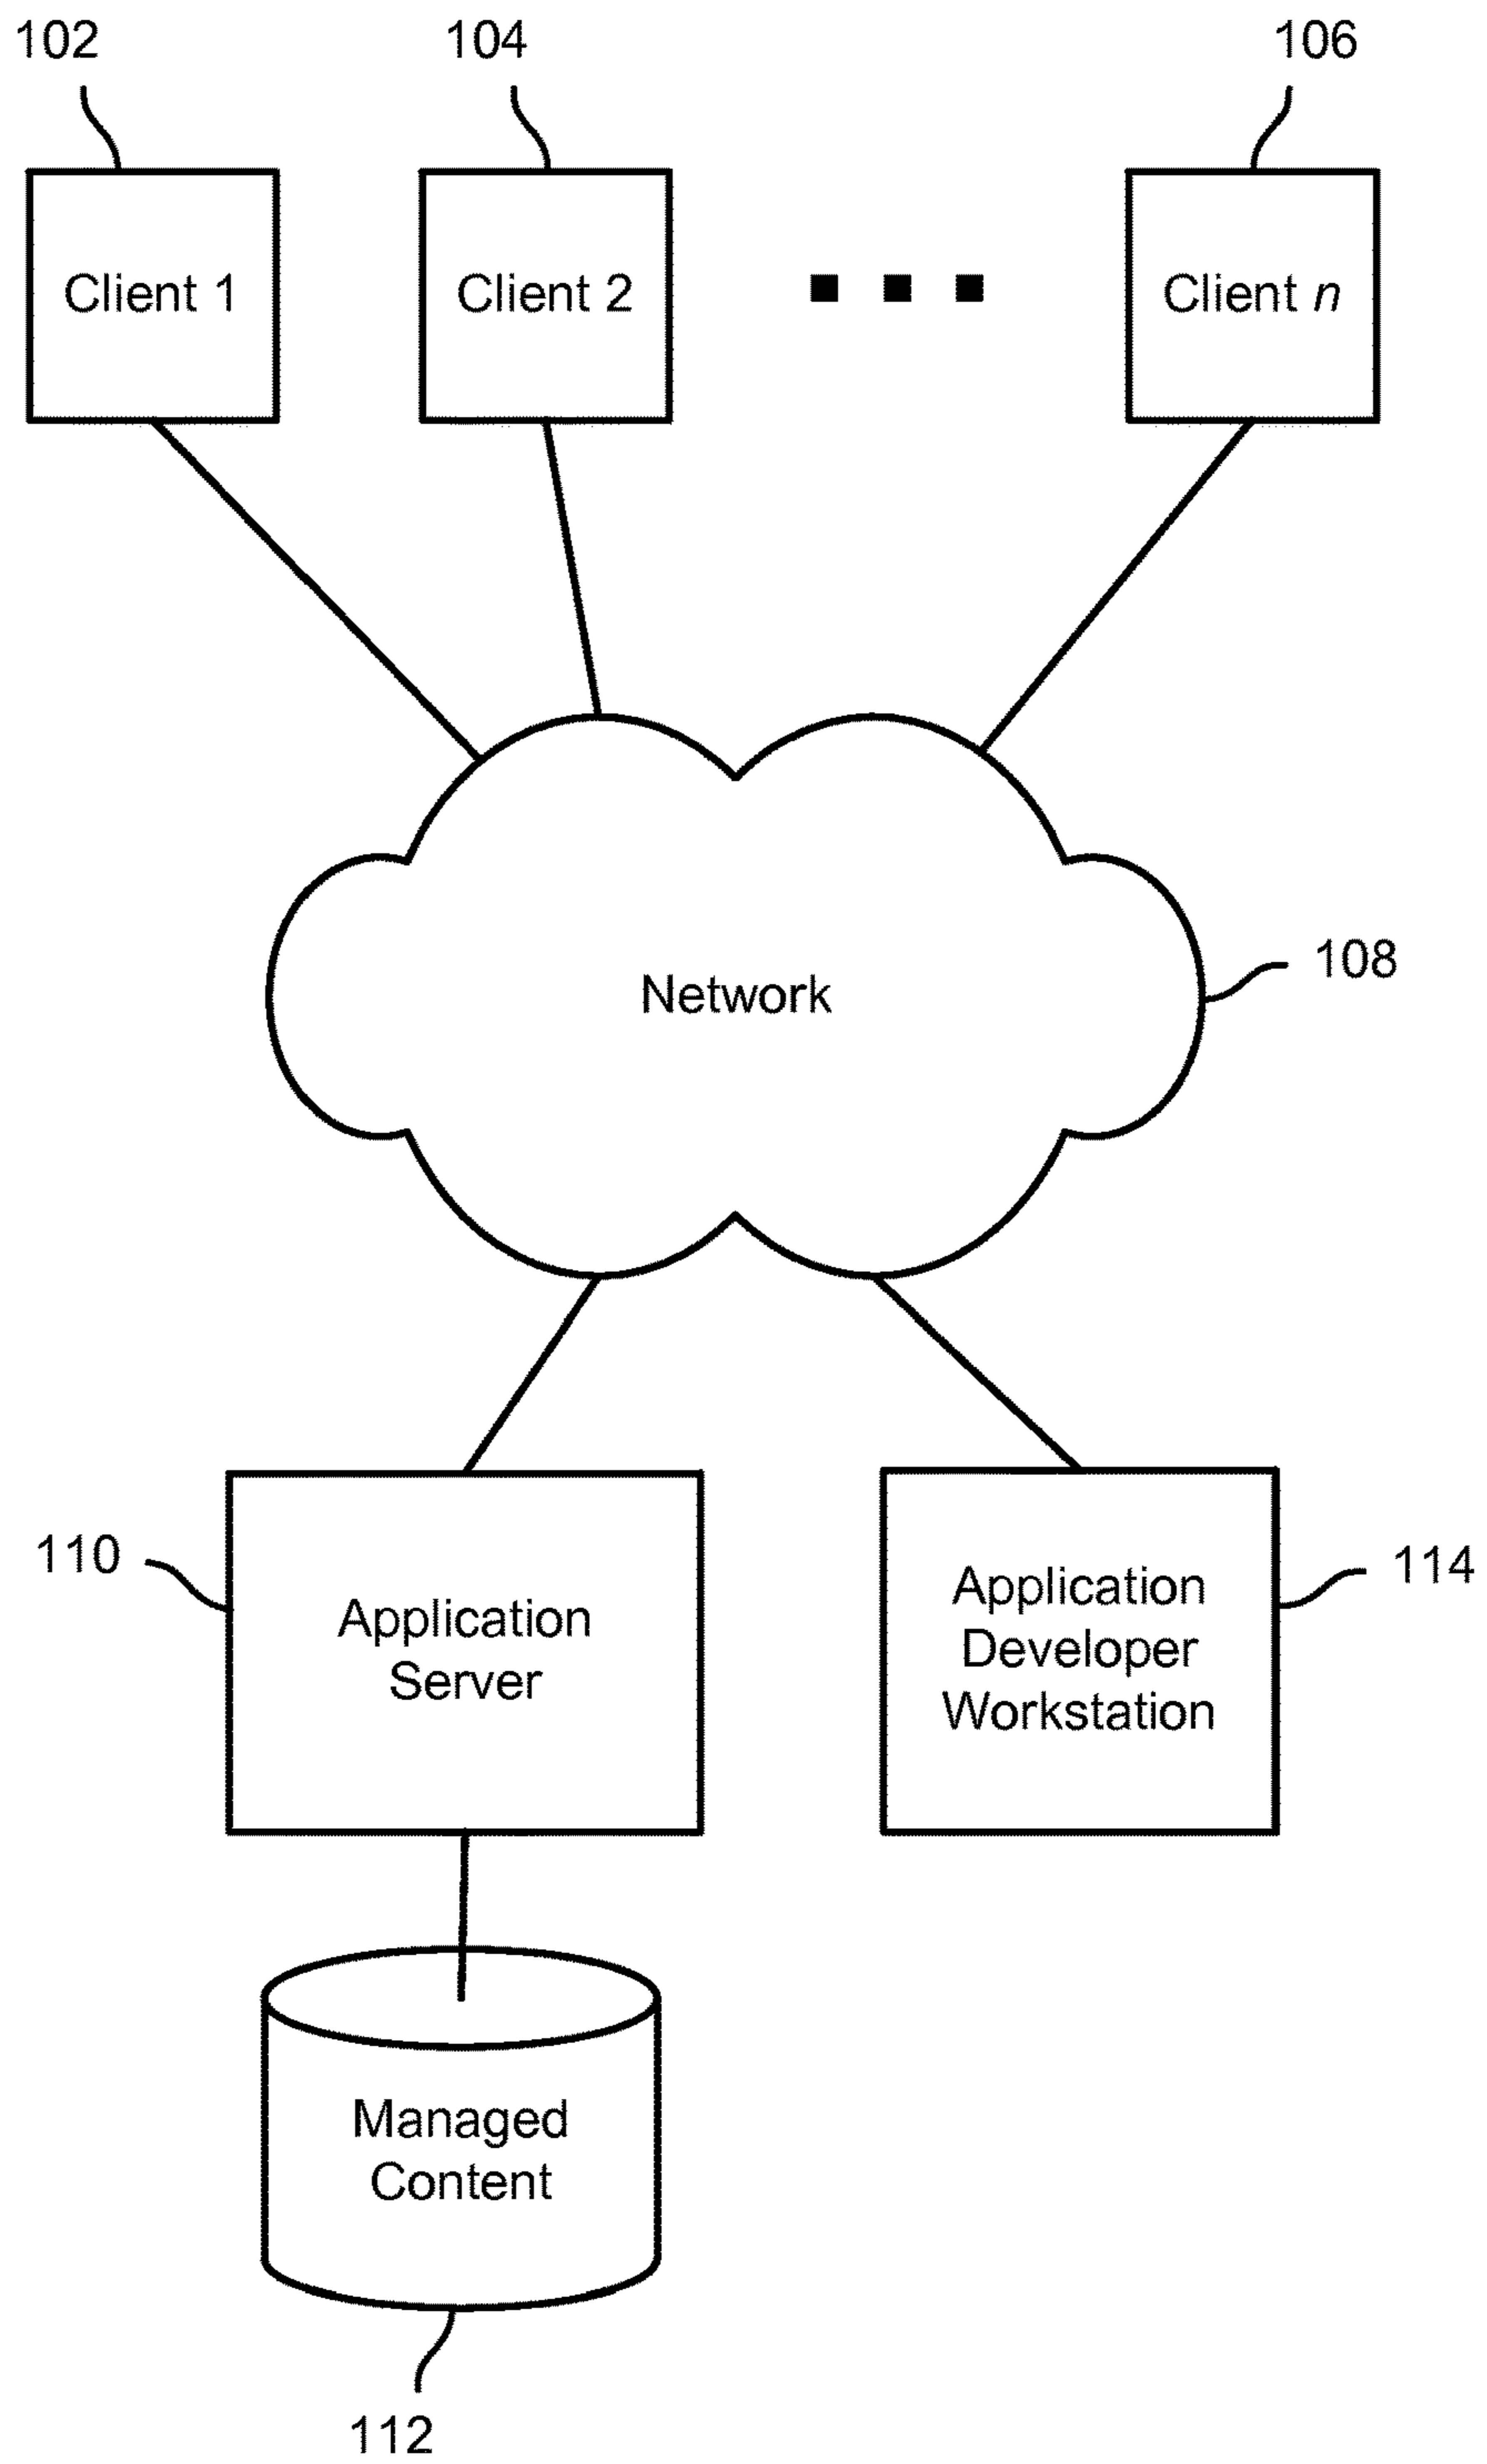 102
104
106
Client 1
Client 2
Client n
108
Network
110
114
Application
Server
Application
Developer
Workstation
Managed
Content
112